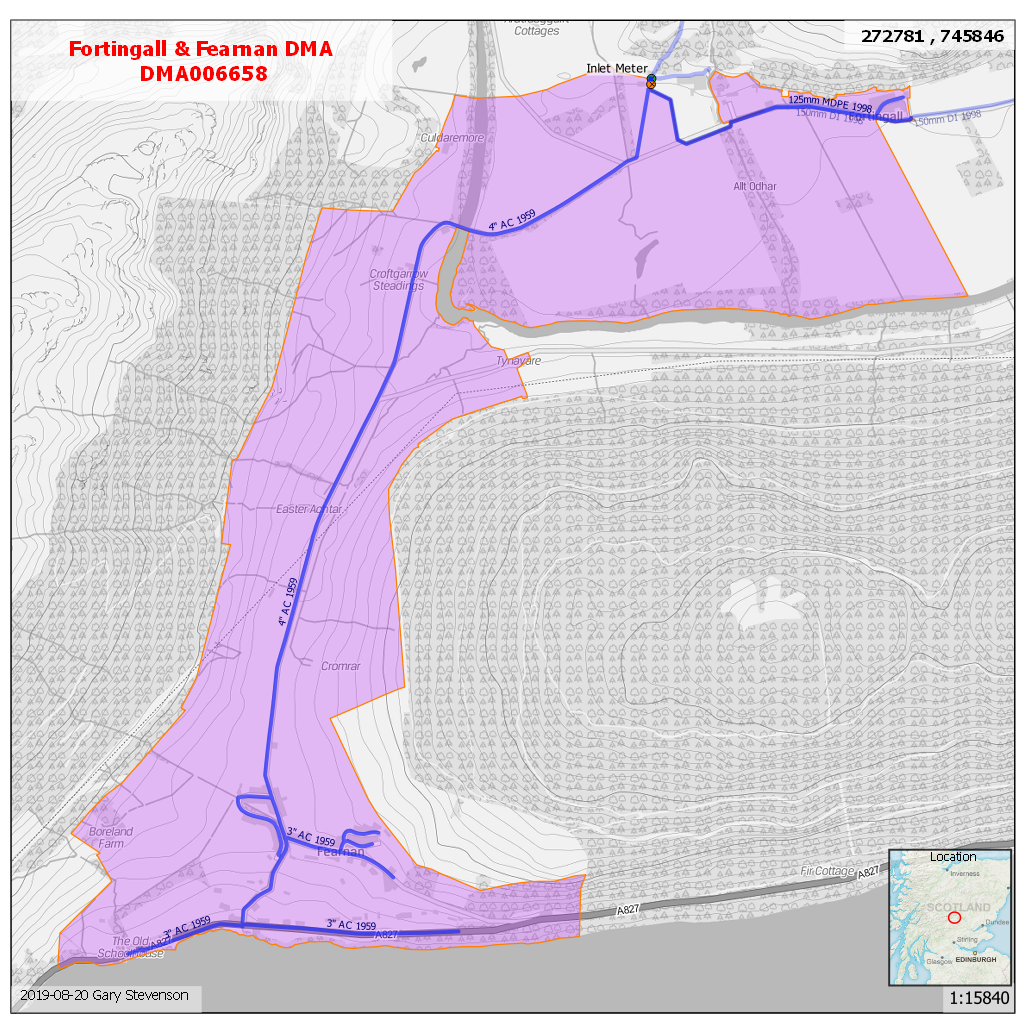 Fortingall & Fearnan DMA
DMA006658
272781 , 745846
Cottages
Inlet Meter
125mm MDPE 1998
150mm DI 1998
Fortingall
150mm DI 1998
Culdaremore
Allt Odhar
4" AC 1959
Croftgarrow
Steadings
Tynayare
Easter Achtar
4" AC 1959
Cromrar
Boreland
Farm
3" AC 1959
Fearnan
Fir Cottage
A827
A827
3" AC 1959
3" AC 1959
A827
The Old
Schoolhouse
A827
Location
Inverness
SCOTLAND
Dundee
Stirling
Glasgow
EDINBURGH
2019-08-20 Gary Stevenson
1:15840